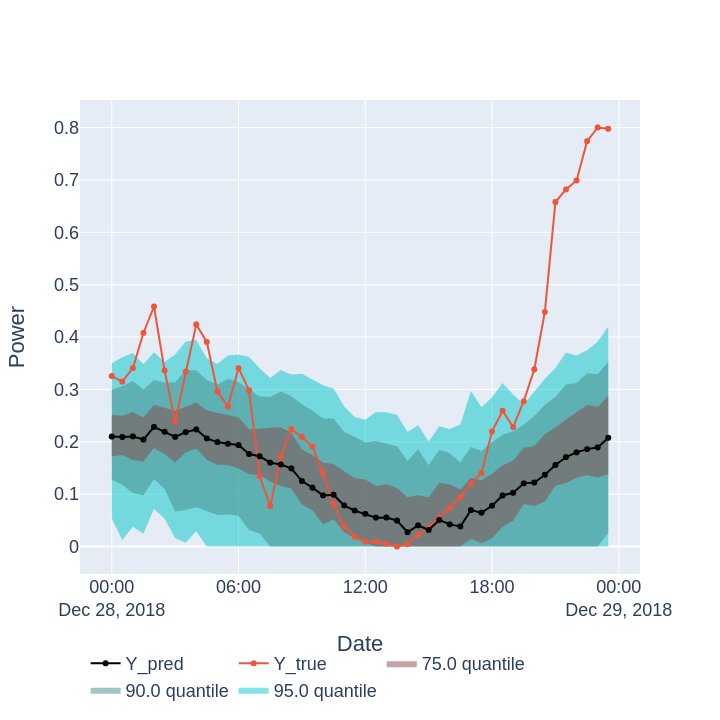 Power
0.8
0.7
0.6
0.5
0.4
0.3
0.2
0.1
0
00:00 06:00 12:00 18:00 00:00
Dec 28, 2018 Dec 29, 2018
Date
Y_pred Y_true 75.0 quantile
90.0 quantile 95.0 quantile